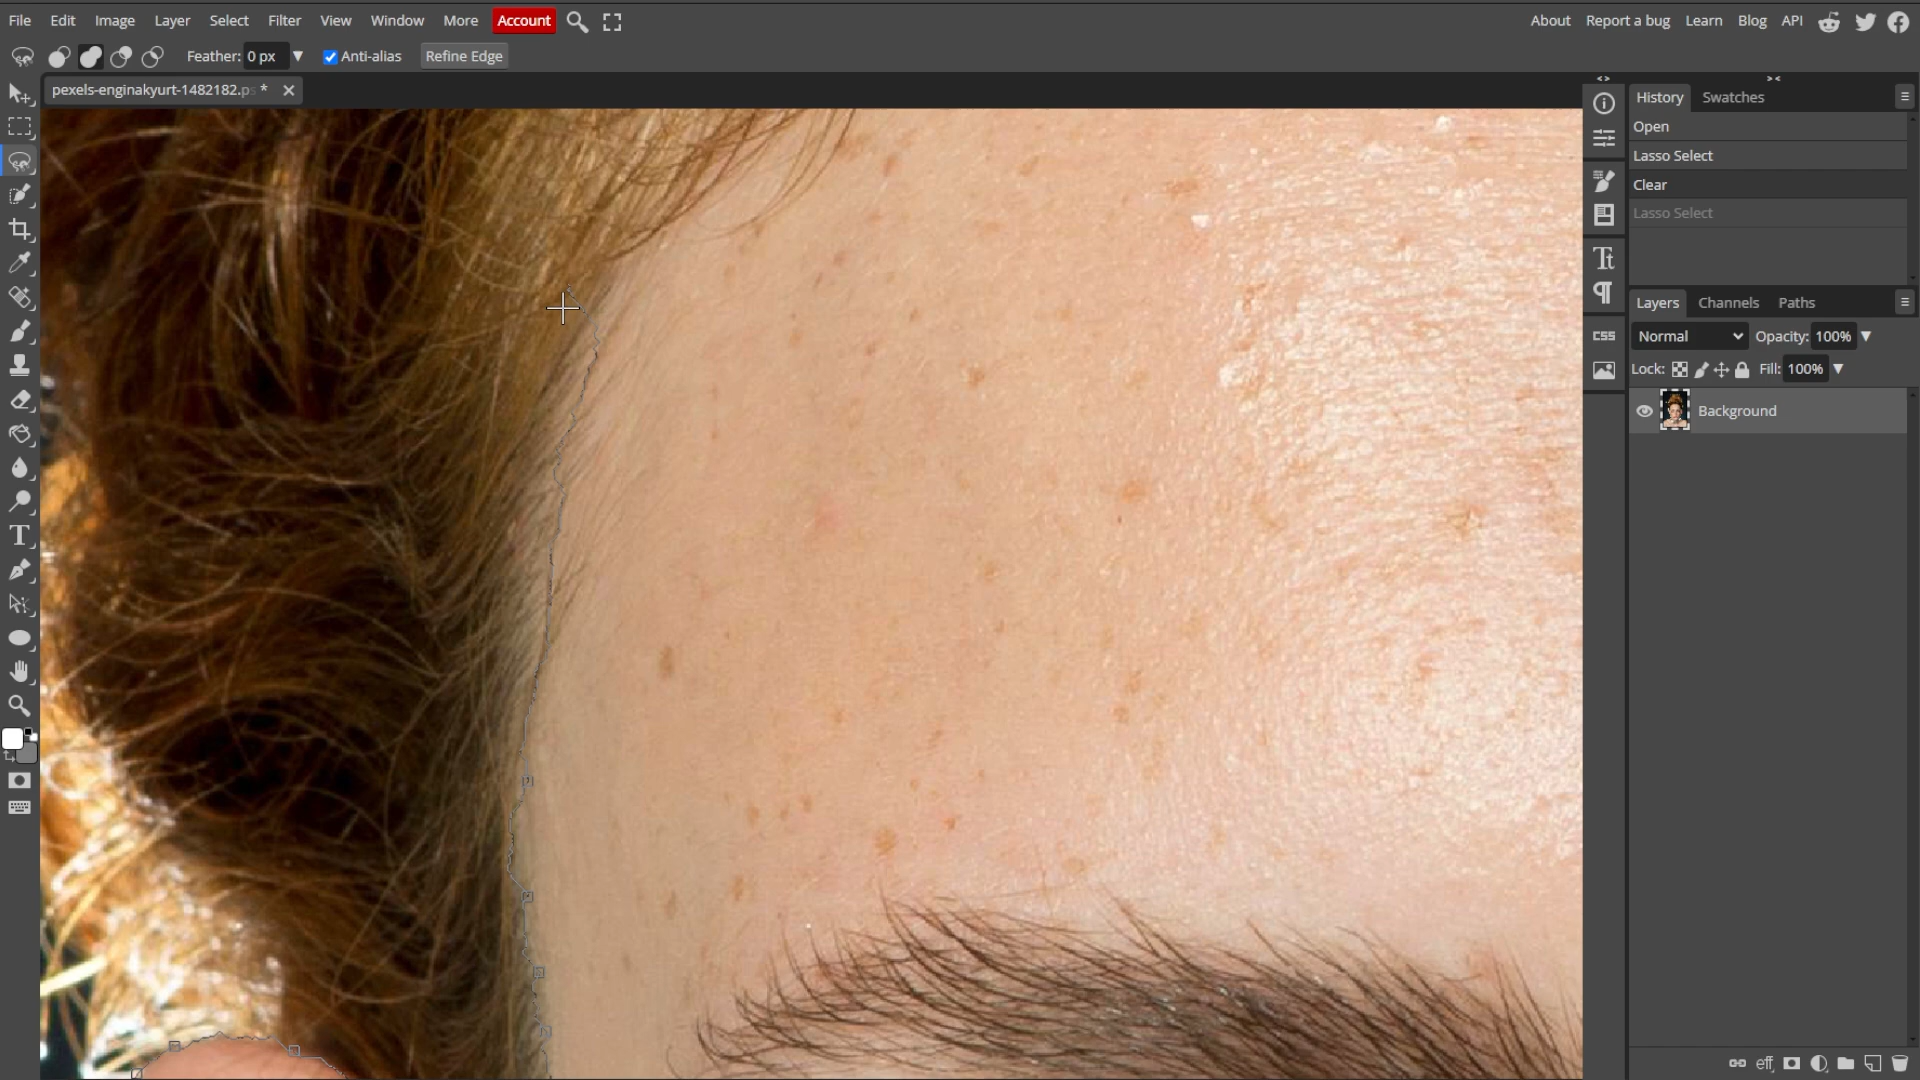 File Edit Image Layer Select Filter View Window More Account About Report a bug Learn Blog API
Feather: 0 px Anti-alias Refine Edge
pexels-enginakyurt-1482182.ps *
History Swatches
Open
Lasso Select
Clear
Lasso Select
Layers Channels Paths
Normal Opacity: 100%
Lock: Fill: 100%
Background
CSS
eff